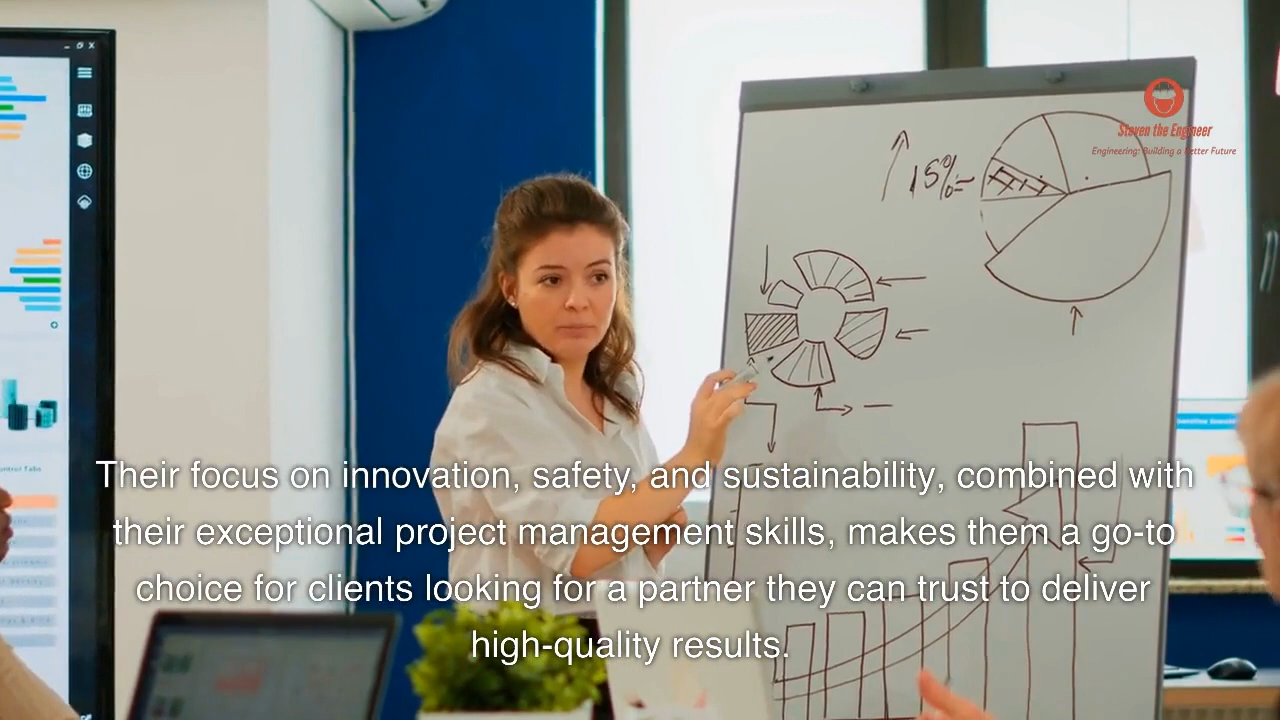 Steven the Engineer
Engineering: Building a Better Future
15%
Their focus on innovation, safety, and sustainability, combined with
their exceptional project management skills, makes them a go-to
choice for clients looking for a partner they can trust to deliver
high-quality results.